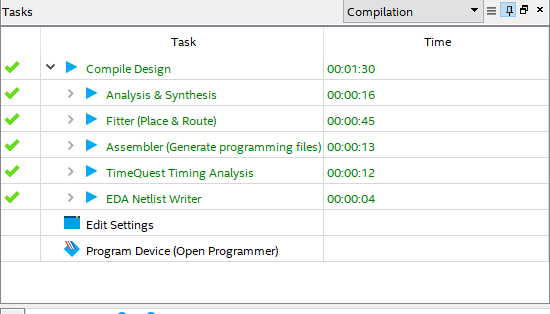 Tasks Compilation
Task Time
Compile Design 00:01:30
Analysis & Synthesis 00:00:16
Fitter (Place & Route) 00:00:45
Assembler (Generate programming files) 00:00:13
TimeQuest Timing Analysis 00:00:12
EDA Netlist Writer 00:00:04
Edit Settings
Program Device (Open Programmer)